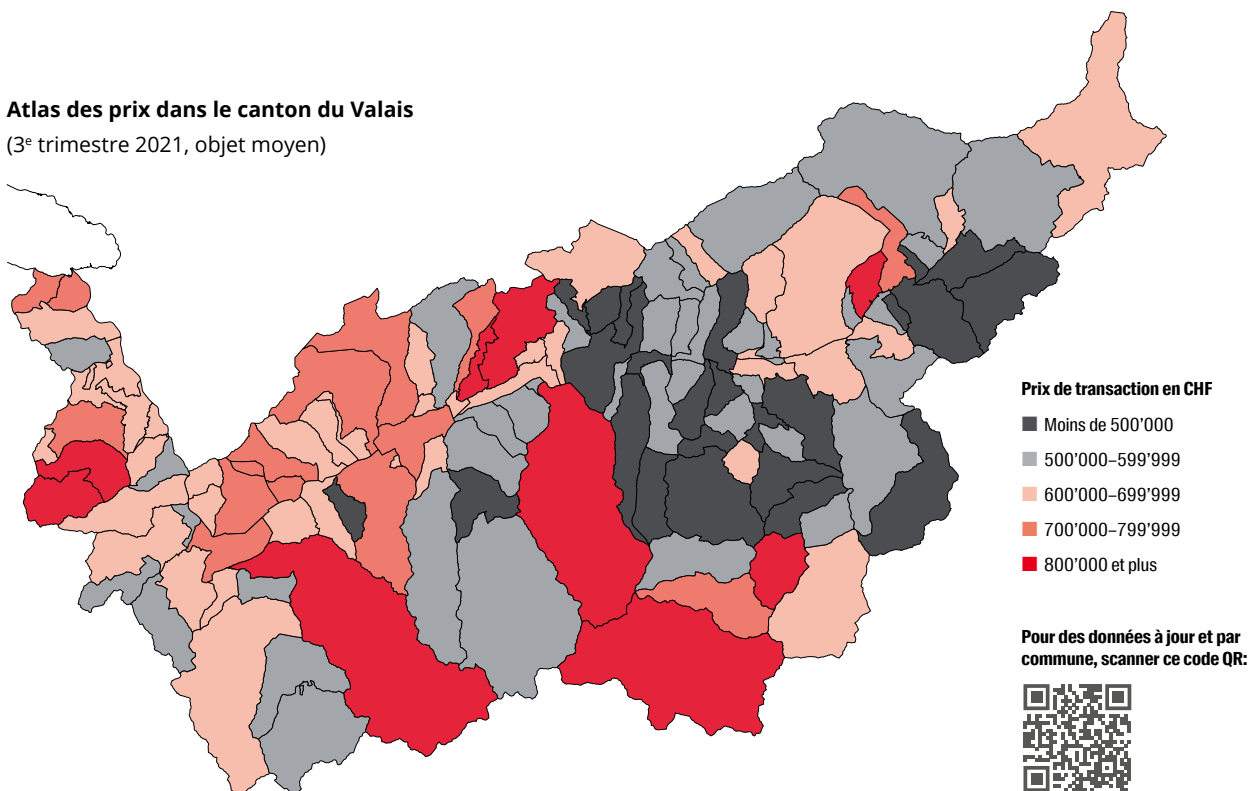 Atlas des prix dans le canton du Valais
(3e trimestre 2021, objet moyen)
Prix de transaction en CHF
Moins de 500'000
500'000–599'999
600'000–699'999
700'000–799'999
800'000 et plus
Pour des données à jour et par
commune, scanner ce code QR: